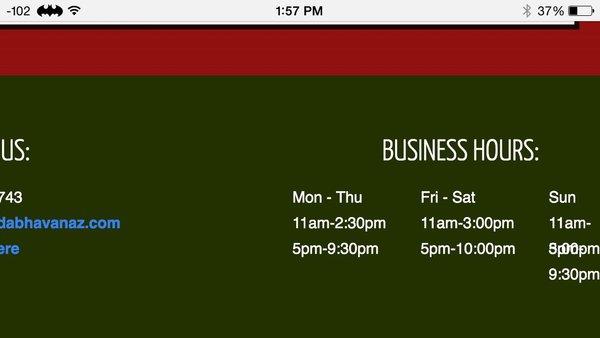 -102 1:57 PM 37%
US: BUSINESS HOURS:
743 Mon - Thu Fri - Sat Sun
dabhavanaz.com 11am-2:30pm 11am-3:00pm 11am-
ere 5pm-9:30pm 5pm-10:00pm
9:30pm